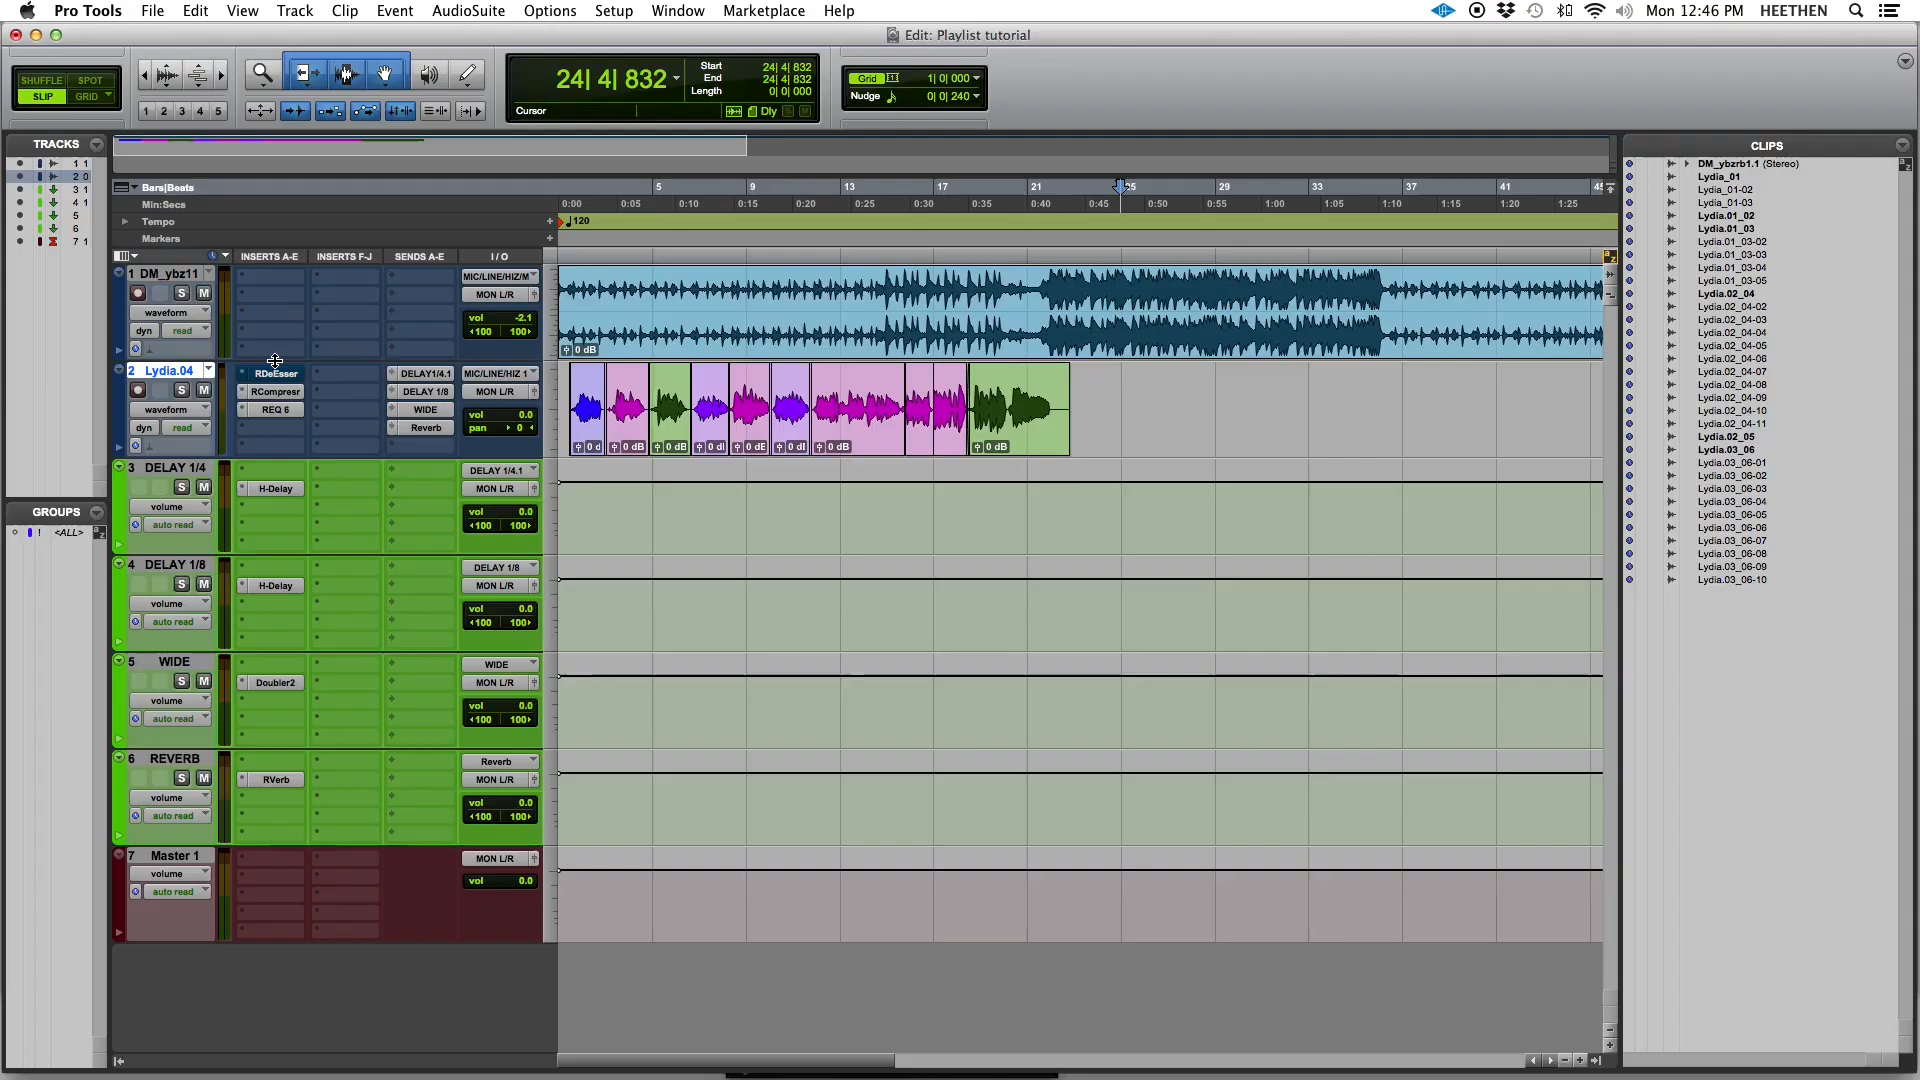 Pro Tools File Edit View Track Clip Event AudioSuite Options Setup Window Marketplace Help Mon 12:46 PM HEETHEN
Edit: Playlist tutorial
SHUFFLE SPOT
SLIP GRID
1 2 3 4 5
24| 4| 832
Start 24| 4| 832
End 24| 4| 832
Length 0| 0| 000
Cursor
Dly
Grid 1| 0| 000
Nudge 0| 0| 240
TRACKS
1 1
2 0
3 1
4 1
5
6
7 1
GROUPS
! <ALL>
Bars|Beats 5 9 13 17 21 25 29 33 37 41 45
Min:Secs 0:00 0:05 0:10 0:15 0:20 0:25 0:30 0:35 0:40 0:45 0:50 0:55 1:00 1:05 1:10 1:15 1:20 1:25
Tempo 120
Markers
INSERTS A-E INSERTS F-J SENDS A-E I / O
1 DM_ybz11 MIC/LINE/HIZ/M
S M MON L/R
waveform vol -2.1
dyn read 100 100
0 dB
2 Lydia.04 RDeEsser DELAY1/4.1 MIC/LINE/HIZ 1
S M RCompresr DELAY 1/8 MON L/R
waveform REQ 6 WIDE vol 0.0
dyn read Reverb pan 0
0 d 0 dB 0 dB 0 dI 0 dE 0 dE 0 dB 0 dB
3 DELAY 1/4 DELAY 1/4.1
S M H-Delay MON L/R
volume vol 0.0
auto read 100 100
4 DELAY 1/8 DELAY 1/8
S M H-Delay MON L/R
volume vol 0.0
auto read 100 100
5 WIDE WIDE
S M Doubler2 MON L/R
volume vol 0.0
auto read 100 100
6 REVERB Reverb
S M RVerb MON L/R
volume vol 0.0
auto read 100 100
7 Master 1 MON L/R
volume vol 0.0
auto read
CLIPS
DM_ybzrb1.1 (Stereo)
Lydia_01
Lydia_01-02
Lydia_01-03
Lydia.01_02
Lydia.01_03
Lydia.01_03-02
Lydia.01_03-03
Lydia.01_03-04
Lydia.01_03-05
Lydia.02_04
Lydia.02_04-02
Lydia.02_04-03
Lydia.02_04-04
Lydia.02_04-05
Lydia.02_04-06
Lydia.02_04-07
Lydia.02_04-08
Lydia.02_04-09
Lydia.02_04-10
Lydia.02_04-11
Lydia.02_05
Lydia.03_06
Lydia.03_06-01
Lydia.03_06-02
Lydia.03_06-03
Lydia.03_06-04
Lydia.03_06-05
Lydia.03_06-06
Lydia.03_06-07
Lydia.03_06-08
Lydia.03_06-09
Lydia.03_06-10